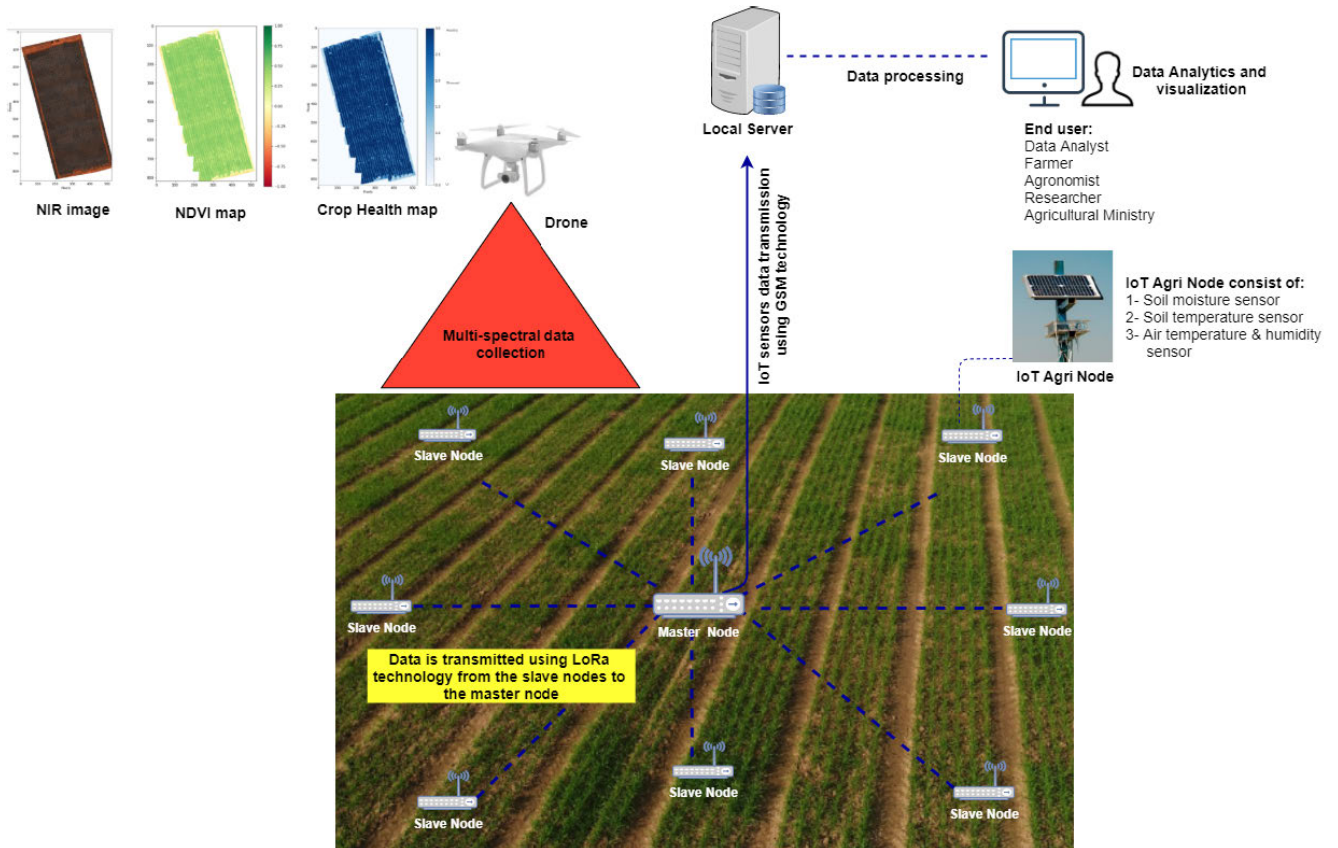 NIR image
NDVI map
Crop Health map
Drone
Multi-spectral data
collection
Local Server
Data processing
Data Analytics and
visualization
End user:
Data Analyst
Farmer
Agronomist
Researcher
Agricultural Ministry
IoT sensors data transmission
using GSM technology
IoT Agri Node consist of:
1- Soil moisture sensor
2- Soil temperature sensor
3- Air temperature & humidity
sensor
IoT Agri Node
Slave Node
Slave Node
Slave Node
Slave Node
Master Node
Slave Node
Data is transmitted using LoRa
technology from the slave nodes to
the master node
Slave Node
Slave Node
Slave Node